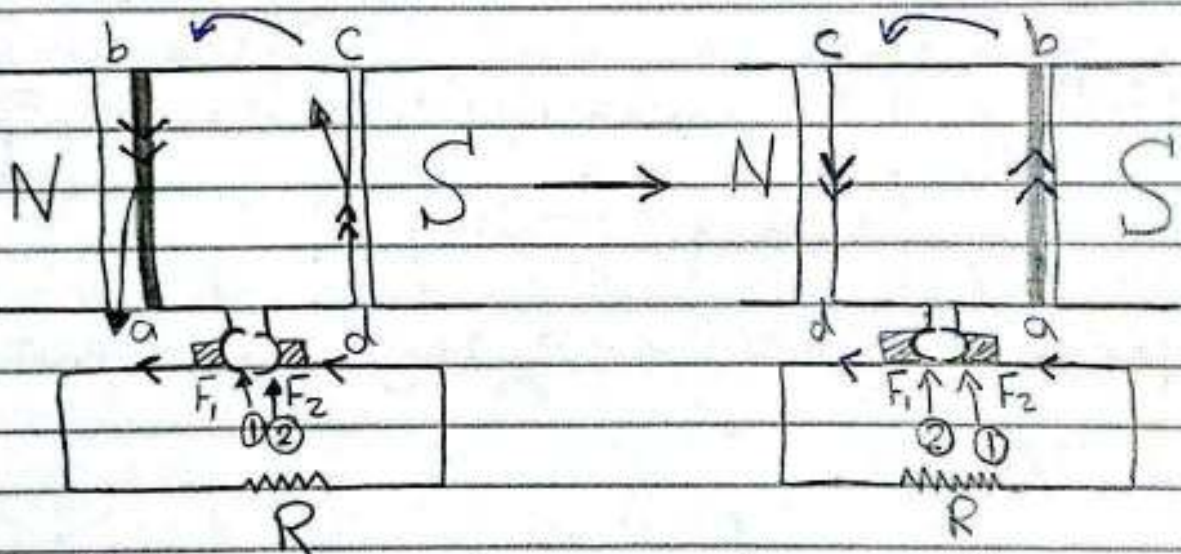 b c c b
N S N S
a d d a
F₁ F₂ F₁ F₂
① ② ② ①
R R